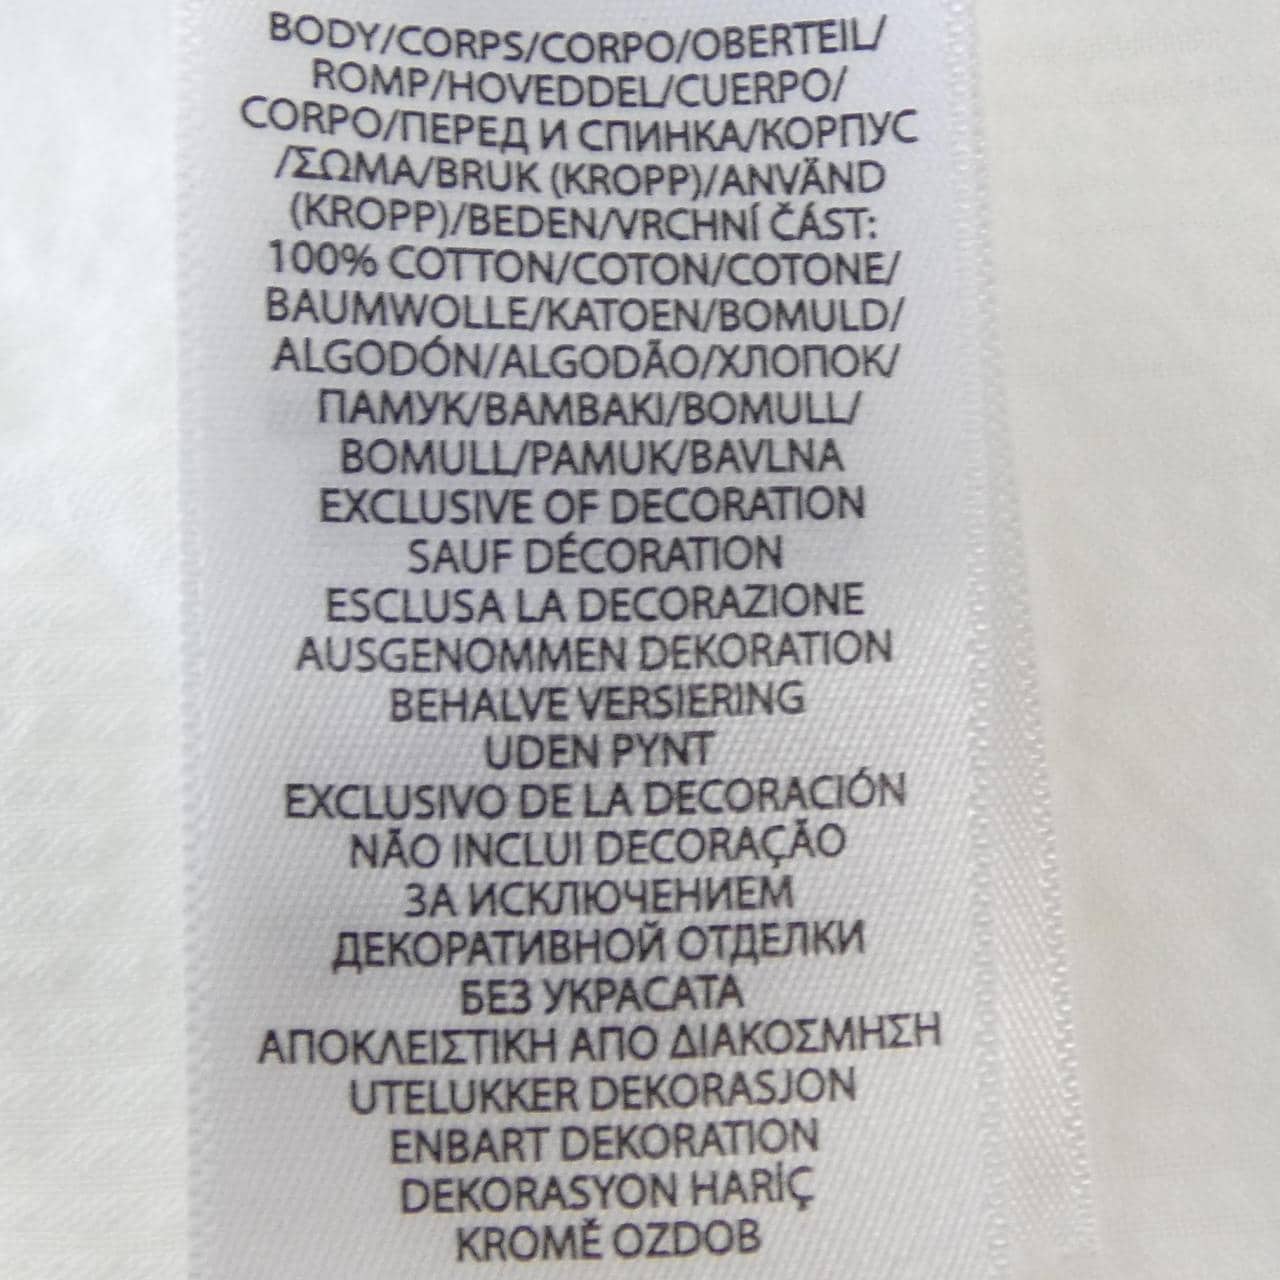 BODY/CORPS/CORPO/OBERTEIL/
ROMP/HOVEDDEL/CUERPO/
CORPO/ПЕРЕД И СПИНКА/КОРПУС
/ΣΩΜΑ/BRUK (KROPP)/ANVÄND
(KROPP)/BEDEN/VRCHNÍ ČÁST:
100% COTTON/COTON/COTONE/
BAUMWOLLE/KATOEN/BOMULD/
ALGODÓN/ALGODÃO/ХЛОПОК/
ПАМУК/ΒΑΜΒΑΚΙ/BOMULL/
BOMULL/PAMUK/BAVLNA
EXCLUSIVE OF DECORATION
SAUF DÉCORATION
ESCLUSA LA DECORAZIONE
AUSGENOMMEN DEKORATION
BEHALVE VERSIERING
UDEN PYNT
EXCLUSIVO DE LA DECORACIÓN
NÃO INCLUI DECORAÇÃO
ЗА ИСКЛЮЧЕНИЕМ
ДЕКОРАТИВНОЙ ОТДЕЛКИ
БЕЗ УКРАСАТА
ΑΠΟΚΛΕΙΣΤΙΚΗ ΑΠΟ ΔΙΑΚΟΣΜΗΣΗ
UTELUKKER DEKORASJON
ENBART DEKORATION
DEKORASYON HARİÇ
KROMĚ OZDOB